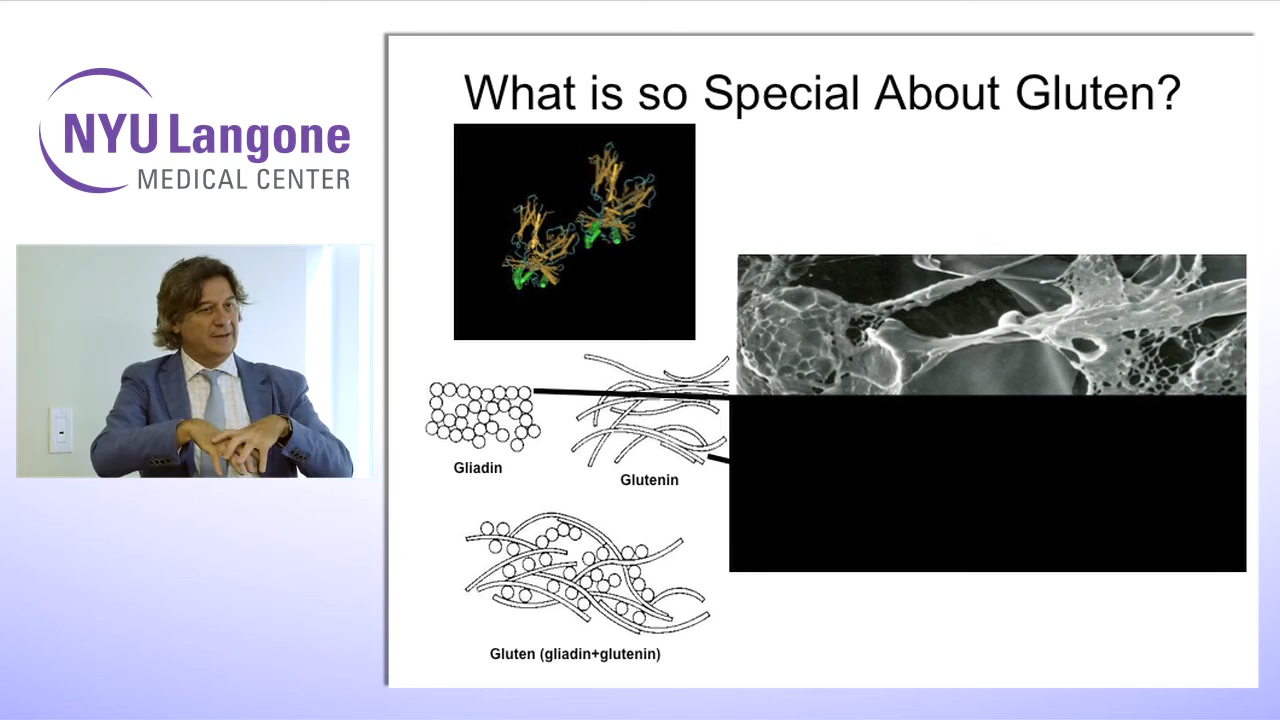 NYU Langone
MEDICAL CENTER
What is so Special About Gluten?
Gliadin
Glutenin
Gluten (gliadin+glutenin)